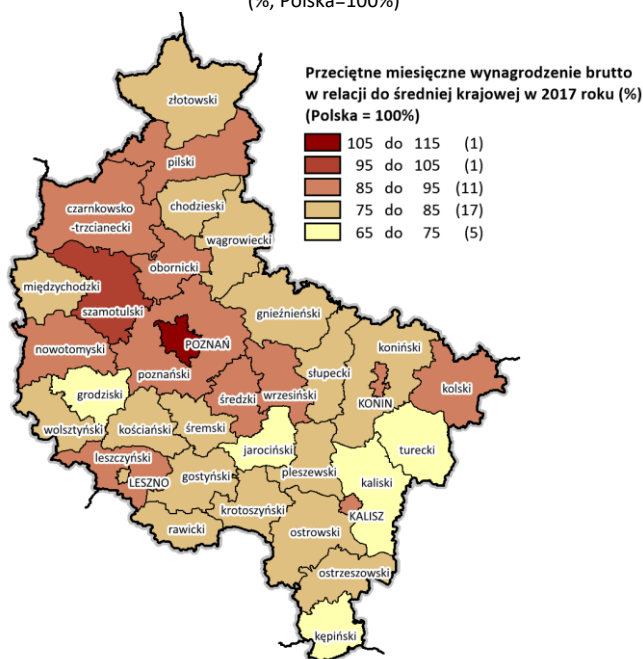 (%, Polska=100%)
Przeciętne miesięczne wynagrodzenie brutto
w relacji do średniej krajowej w 2017 roku (%)
(Polska = 100%)
105 do 115 (1)
95 do 105 (1)
85 do 95 (11)
75 do 85 (17)
65 do 75 (5)
złotowski
pilski
chodzieski
czarnkowsko
-trzcianecki
wągrowiecki
obornicki
międzychodzki
szamotulski
gnieźnieński
POZNAŃ
nowotomyski
poznański
słupecki
koniński
kolski
grodziski
średzki
wrzesiński
KONIN
wolsztyński
kościański
śremski
jarociński
turecki
leszczyński
LESZNO
gostyński
pleszewski
kaliski
krotoszyński
KALISZ
rawicki
ostrowski
ostrzeszowski
kępiński